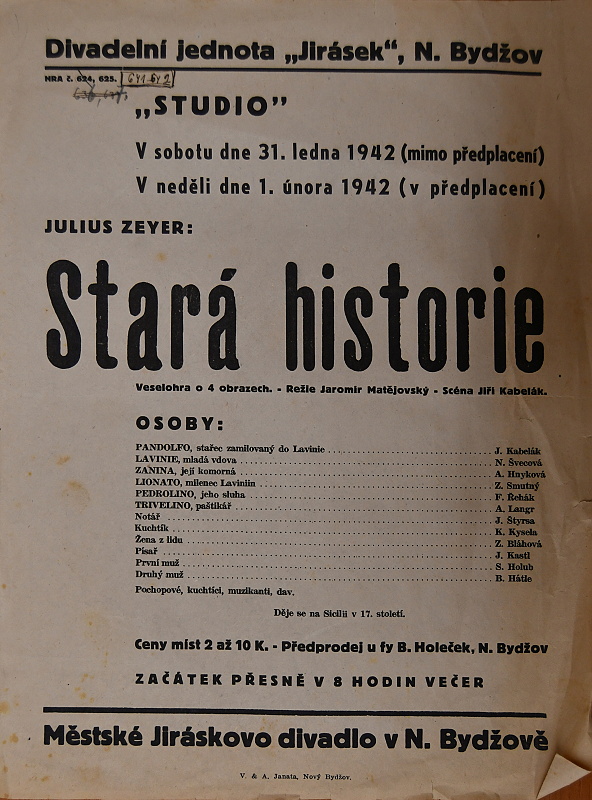 Divadelní jednota „Jirásek“, N. Bydžov
HRA č. 624, 625. 641 642
„STUDIO”
V sobotu dne 31. ledna 1942 (mimo předplacení)
V neděli dne 1. února 1942 (v předplacení)
JULIUS ZEYER:
Stará historie
Veselohra o 4 obrazech. - Režie Jaromir Matějovský - Scéna Jiří Kabelák.
OSOBY:
PANDOLFO, stařec zamilovaný do Lavinie . . . . . . . . . . J. Kabelák
LAVINIE, mladá vdova . . . . . . . . . . N. Švecová
ZANINA, její komorná . . . . . . . . . . A. Hnyková
LIONATO, milenec Laviniin . . . . . . . . . . Z. Smutný
PEDROLINO, jeho sluha . . . . . . . . . . F. Řehák
TRIVELINO, paštikář . . . . . . . . . . A. Langr
Notář . . . . . . . . . . J. Štyrsa
Kuchtík . . . . . . . . . . K. Kysela
Žena z lidu . . . . . . . . . . Z. Bláhová
Písař . . . . . . . . . . J. Kastl
První muž . . . . . . . . . . S. Holub
Druhý muž . . . . . . . . . . B. Hátle
Pochopové, kuchtíci, muzikanti, dav.
Děje se na Sicilii v 17. století.
Ceny míst 2 až 10 K. - Předprodej u fy B. Holeček, N. Bydžov
ZAČÁTEK PŘESNĚ V 8 HODIN VEČER
Městské Jiráskovo divadlo v N. Bydžově
V. & A. Janata, Nový Bydžov.